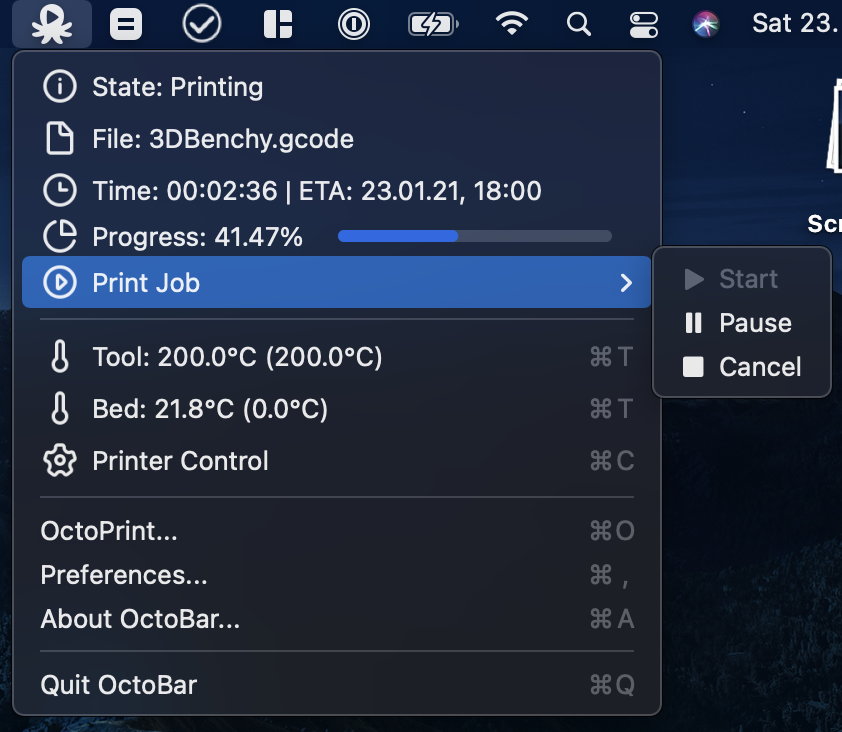 Sat 23.
State: Printing
File: 3DBenchy.gcode
Time: 00:02:36 | ETA: 23.01.21, 18:00
Scr
Progress: 41.47%
Print Job
Start
Pause
Cancel
Tool: 200.0°C (200.0°C) ⌘ T
Bed: 21.8°C (0.0°C) ⌘ T
Printer Control ⌘ C
OctoPrint... ⌘ O
Preferences... ⌘ ,
About OctoBar... ⌘ A
Quit OctoBar ⌘ Q